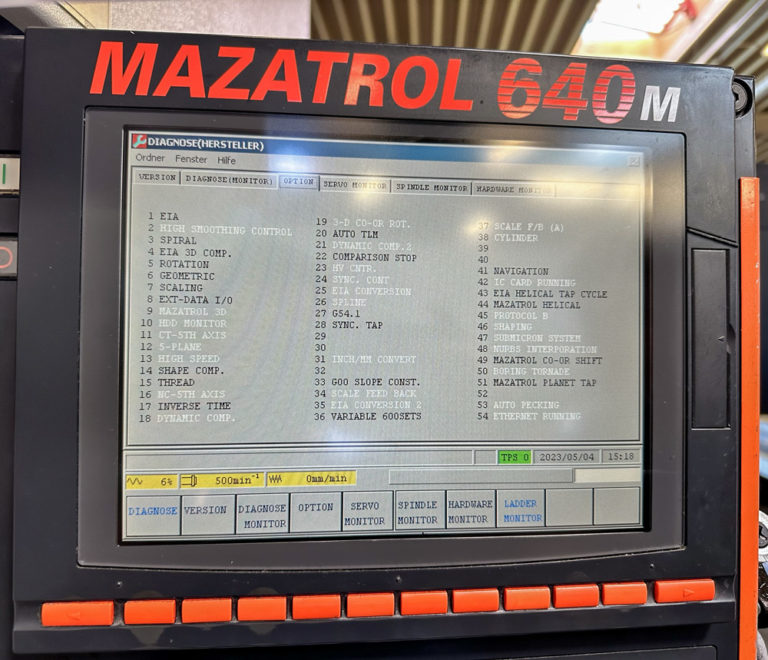 MAZATROL 640M
DIAGNOSE(HERSTELLER)
Ordner Fenster Hilfe
VERSION DIAGNOSE(MONITOR) OPTION SERVO MONITOR SPINDLE MONITOR HARDWARE MONITOR
1 EIA
2 HIGH SMOOTHING CONTROL
3 SPIRAL
4 EIA 3D COMP.
5 ROTATION
6 GEOMETRIC
7 SCALING
8 EXT-DATA I/O
9 MAZATROL 3D
10 HDD MONITOR
11 CT-5TH AXIS
12 5-PLANE
13 HIGH SPEED
14 SHAPE COMP.
15 THREAD
16 NC-5TH AXIS
17 INVERSE TIME
18 DYNAMIC COMP.
19 3-D CO-OR ROT.
20 AUTO TLM
21 DYNAMIC COMP.2
22 COMPARISON STOP
23 HV CNTR.
24 SYNC. CONT
25 EIA CONVERSION
26 SPLINE
27 G54.1
28 SYNC. TAP
29
30
31 INCH/MM CONVERT
32
33 G00 SLOPE CONST.
34 SCALE FEED BACK
35 EIA CONVERSION 2
36 VARIABLE 600SETS
37 SCALE F/B (A)
38 CYLINDER
39
40
41 NAVIGATION
42 IC CARD RUNNING
43 EIA HELICAL TAP CYCLE
44 MAZATROL HELICAL
45 PROTOCOL B
46 SHAPING
47 SUBMICRON SYSTEM
48 NURBS INTERPORATION
49 MAZATROL CO-OR SHIFT
50 BORING TORNADE
51 MAZATROL PLANET TAP
52
53 AUTO PECKING
54 ETHERNET RUNNING
TPS 0 2023/05/04 15:18
6% 500min⁻¹ 0mm/min
DIAGNOSE VERSION DIAGNOSE MONITOR OPTION SERVO MONITOR SPINDLE MONITOR HARDWARE MONITOR LADDER MONITOR